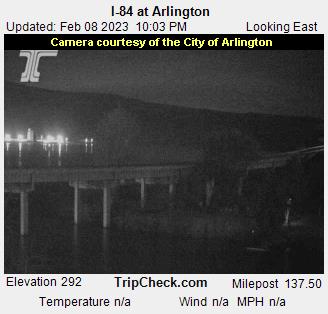 I-84 at Arlington
Updated: Feb 08 2023 10:03 PM Looking East
Camera courtesy of the City of Arlington
Elevation 292 TripCheck.com Milepost 137.50
Temperature n/a Wind n/a MPH n/a